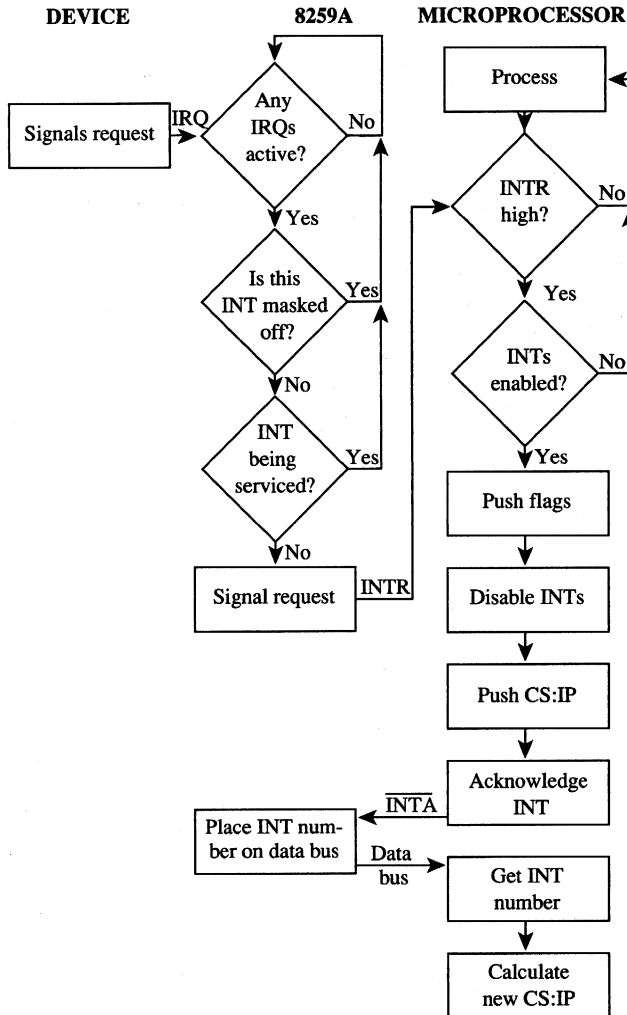 DEVICE
8259A
MICROPROCESSOR
Signals request
IRQ
Any
IRQs
active?
No
Yes
Is this
INT masked
off?
Yes
No
INT
being
serviced?
Yes
No
Signal request
INTR
Process
INTR
high?
No
Yes
INTs
enabled?
No
Yes
Push flags
Disable INTs
Push CS:IP
Acknowledge
INT
INTA
Place INT num-
ber on data bus
Data
bus
Get INT
number
Calculate
new CS:IP